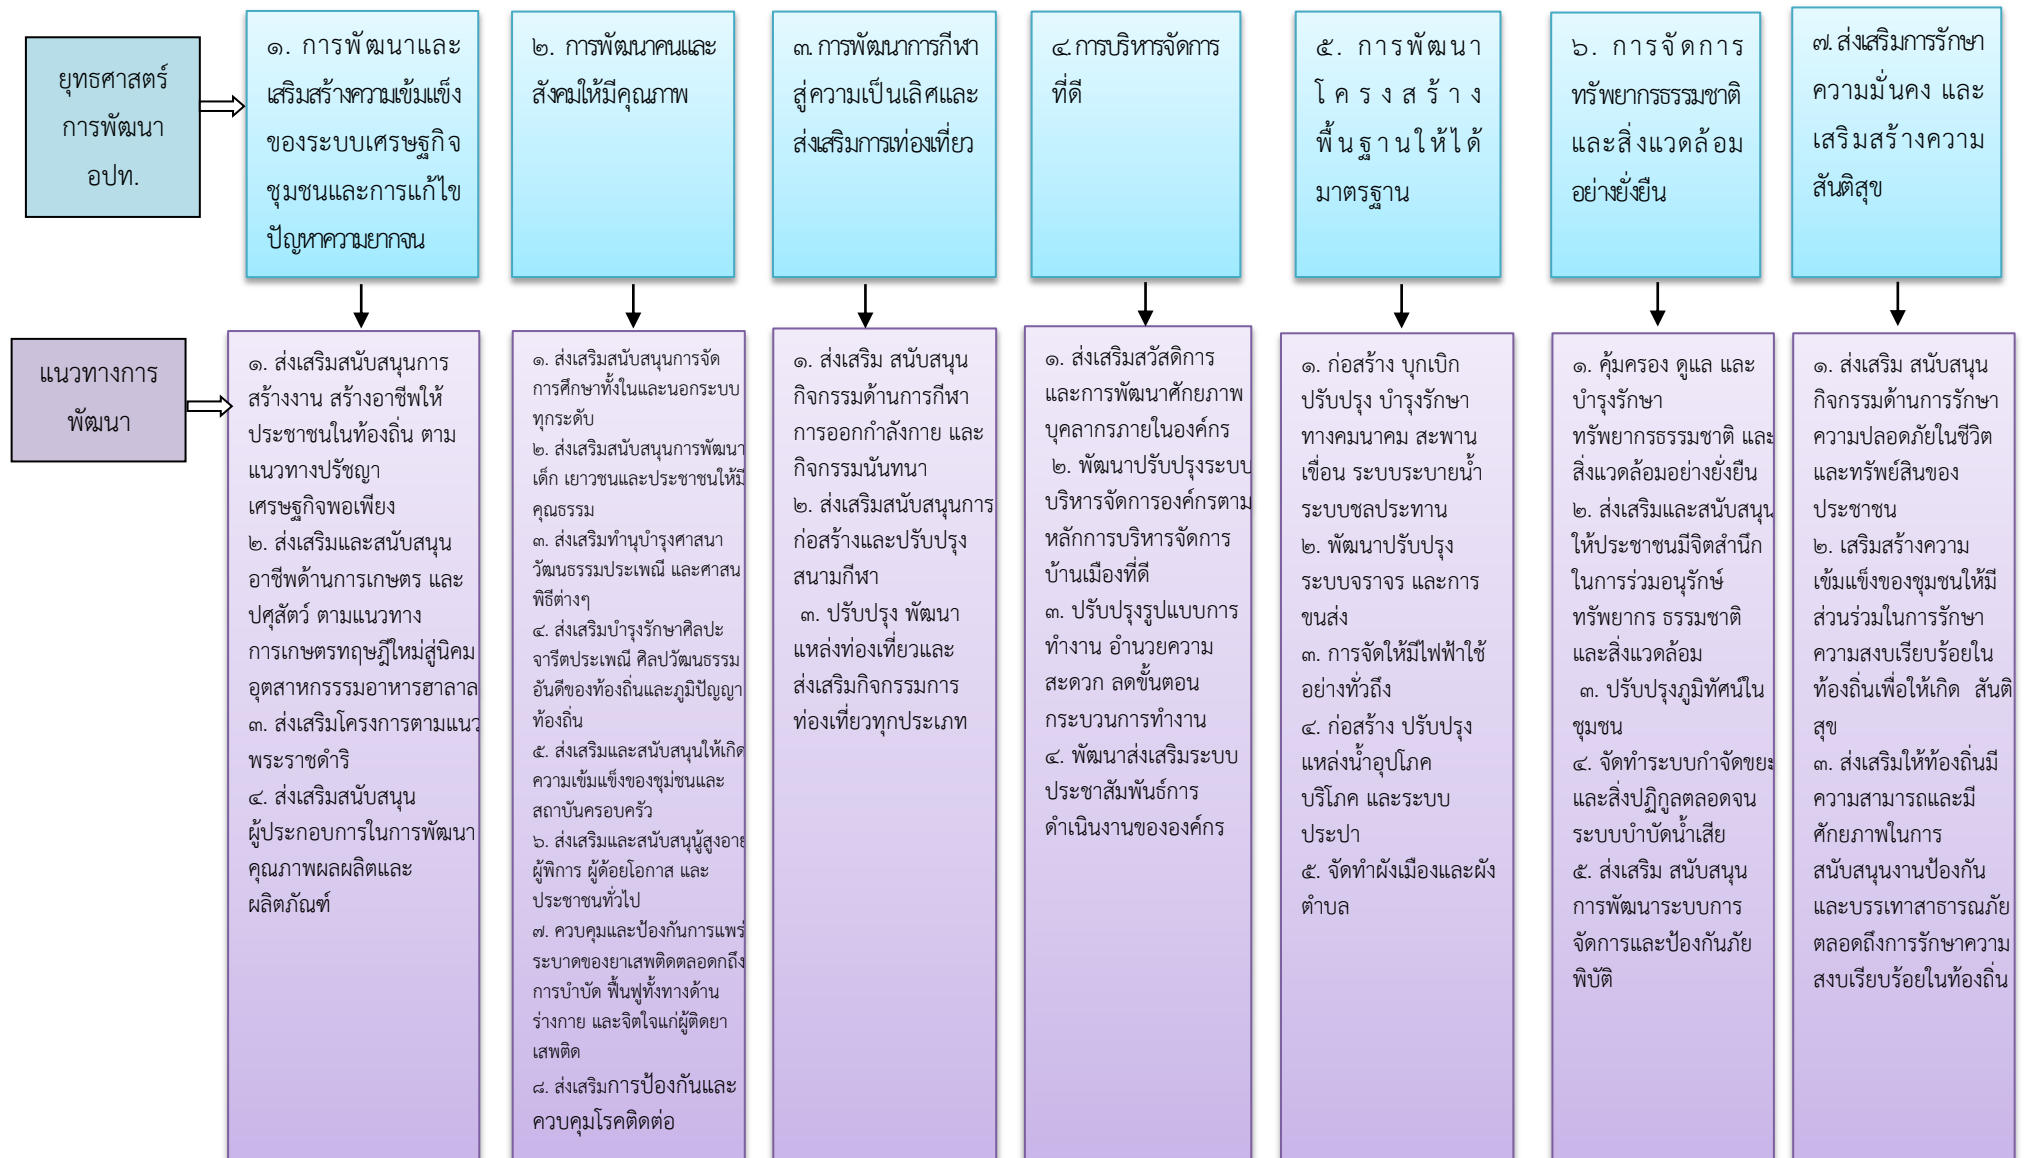 ยุทธศาสตร์
การพัฒนา
อปท.
๑. การพัฒนาและ
เสริมสร้างความเข้มแข็ง
ของระบบเศรษฐกิจ
ชุมชนและการแก้ไข
ปัญหาความยากจน
๒. การพัฒนาคนและ
สังคมให้มีคุณภาพ
๓. การพัฒนาการกีฬา
สู่ความเป็นเลิศและ
ส่งเสริมการท่องเที่ยว
๔. การบริหารจัดการ
ที่ดี
๕. การพัฒนา
โครงสร้าง
พื้นฐานให้ได้
มาตรฐาน
๖. การจัดการ
ทรัพยากรธรรมชาติ
และสิ่งแวดล้อม
อย่างยั่งยืน
๗. ส่งเสริมการรักษา
ความมั่นคง และ
เสริมสร้างความ
สันติสุข
แนวทางการ
พัฒนา
๑. ส่งเสริมสนับสนุนการ
สร้างงาน สร้างอาชีพให้
ประชาชนในท้องถิ่น ตาม
แนวทางปรัชญา
เศรษฐกิจพอเพียง
๒. ส่งเสริมและสนับสนุน
อาชีพด้านการเกษตร และ
ปศุสัตว์ ตามแนวทาง
การเกษตรทฤษฎีใหม่สู่นิคม
อุตสาหกรรรมอาหารฮาลาล
๓. ส่งเสริมโครงการตามแนว
พระราชดำริ
๔. ส่งเสริมสนับสนุน
ผู้ประกอบการในการพัฒนา
คุณภาพผลผลิตและ
ผลิตภัณฑ์
๑. ส่งเสริมสนับสนุนการจัด
การศึกษาทั้งในและนอกระบบ
ทุกระดับ
๒. ส่งเสริมสนับสนุนการพัฒนา
เด็ก เยาวชนและประชาชนให้มี
คุณธรรม
๓. ส่งเสริมทำนุบำรุงศาสนา
วัฒนธรรมประเพณี และศาสน
พิธีต่างๆ
๔. ส่งเสริมบำรุงรักษาศิลปะ
จารีตประเพณี ศิลปวัฒนธรรม
อันดีของท้องถิ่นและภูมิปัญญา
ท้องถิ่น
๕. ส่งเสริมและสนับสนุนให้เกิด
ความเข้มแข็งของชุม่ชนและ
สถาบันครอบครัว
๖. ส่งเสริมและสนับสนุนู้สูงอายุ
ผู้พิการ ผู้ด้อยโอกาส และ
ประชาชนทั่วไป
๗. ควบคุมและป้องกันการแพร่
ระบาดของยาเสพติดตลอดกถึง
การบำบัด ฟื้นฟูทั้งทางด้าน
ร่างกาย และจิตใจแก่ผู้ติดยา
เสพติด
๘. ส่งเสริมการป้องกันและ
ควบคุมโรคติดต่อ
๑. ส่งเสริม สนับสนุน
กิจกรรมด้านการกีฬา
การออกกำลังกาย และ
กิจกรรมนันทนา
๒. ส่งเสริมสนับสนุนการ
ก่อสร้างและปรับปรุง
สนามกีฬา
๓. ปรับปรุง พัฒนา
แหล่งท่องเที่ยวและ
ส่งเสริมกิจกรรมการ
ท่องเที่ยวทุกประเภท
๑. ส่งเสริมสวัสดิการ
และการพัฒนาศักยภาพ
บุคลากรภายในองค์กร
๒. พัฒนาปรับปรุงระบบ
บริหารจัดการองค์กรตาม
หลักการบริหารจัดการ
บ้านเมืองที่ดี
๓. ปรับปรุงรูปแบบการ
ทำงาน อำนวยความ
สะดวก ลดขั้นตอน
กระบวนการทำงาน
๔. พัฒนาส่งเสริมระบบ
ประชาสัมพันธ์การ
ดำเนินงานขององค์กร
๑. ก่อสร้าง บุกเบิก
ปรับปรุง บำรุงรักษา
ทางคมนาคม สะพาน
เขื่อน ระบบระบายน้ำ
ระบบชลประทาน
๒. พัฒนาปรับปรุง
ระบบจราจร และการ
ขนส่ง
๓. การจัดให้มีไฟฟ้าใช้
อย่างทั่วถึง
๔. ก่อสร้าง ปรับปรุง
แหล่งน้ำอุปโภค
บริโภค และระบบ
ประปา
๕. จัดทำผังเมืองและผัง
ตำบล
๑. คุ้มครอง ดูแล และ
บำรุงรักษา
ทรัพยากรธรรมชาติ และ
สิ่งแวดล้อมอย่างยั่งยืน
๒. ส่งเสริมและสนับสนุน
ให้ประชาชนมีจิตสำนึก
ในการร่วมอนุรักษ์
ทรัพยากร ธรรมชาติ
และสิ่งแวดล้อม
๓. ปรับปรุงภูมิทัศน์ใน
ชุมชน
๔. จัดทำระบบกำจัดขยะ
และสิ่งปฏิกูลตลอดจน
ระบบบำบัดน้ำเสีย
๕. ส่งเสริม สนับสนุน
การพัฒนาระบบการ
จัดการและป้องกันภัย
พิบัติ
๑. ส่งเสริม สนับสนุน
กิจกรรมด้านการรักษา
ความปลอดภัยในชีวิต
และทรัพย์สินของ
ประชาชน
๒. เสริมสร้างความ
เข้มแข็งของชุมชนให้มี
ส่วนร่วมในการรักษา
ความสงบเรียบร้อยใน
ท้องถิ่นเพื่อให้เกิด สันติ
สุข
๓. ส่งเสริมให้ท้องถิ่นมี
ความสามารถและมี
ศักยภาพในการ
สนับสนุนงานป้องกัน
และบรรเทาสาธารณภัย
ตลอดถึงการรักษาความ
สงบเรียบร้อยในท้องถิ่น